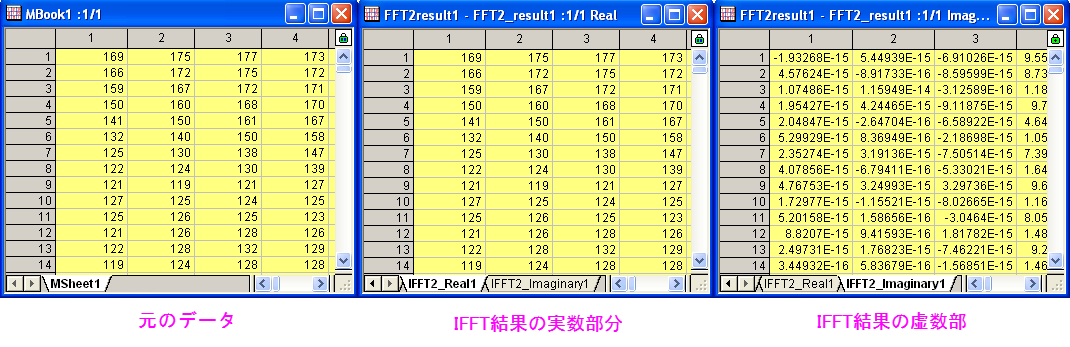 MBook1 :1/1
1 2 3 4
1 169 175 177 173
2 166 172 175 172
3 159 167 172 171
4 150 160 168 170
5 141 150 161 167
6 132 140 150 158
7 125 130 138 147
8 122 124 130 139
9 121 119 121 127
10 127 125 124 125
11 125 126 125 123
12 121 126 128 126
13 122 128 132 129
14 119 124 128 128
MSheet1
元のデータ
FFT2result1 - FFT2_result1 :1/1 Real
1 2 3 4
1 169 175 177 173
2 166 172 175 172
3 159 167 172 171
4 150 160 168 170
5 141 150 161 167
6 132 140 150 158
7 125 130 138 147
8 122 124 130 139
9 121 119 121 127
10 127 125 124 125
11 125 126 125 123
12 121 126 128 126
13 122 128 132 129
14 119 124 128 128
IFFT2_Real1 IFFT2_Imaginary1
IFFT結果の実数部分
FFT2result1 - FFT2_result1 :1/1 Imag...
1 2 3
1 -1.93268E-15 5.44939E-15 -6.91026E-15 9.55
2 4.57624E-15 -8.91733E-16 -8.59599E-15 8.73
3 1.07486E-15 1.15949E-14 -3.12589E-16 1.18
4 1.95427E-15 4.24465E-15 -9.11875E-15 9.7
5 2.04847E-15 -2.64704E-16 -6.58922E-15 4.64
6 5.29929E-15 8.36949E-16 -2.18698E-15 1.05
7 2.35274E-15 3.19136E-15 -7.50514E-15 7.39
8 4.07856E-15 -6.79411E-16 -5.33021E-15 1.64
9 4.76753E-15 3.24993E-15 3.29736E-15 9.6
10 1.72977E-15 -1.15521E-15 -8.02665E-15 1.16
11 5.20158E-15 1.58656E-16 -3.0464E-15 8.05
12 8.8207E-15 9.41593E-16 1.81782E-15 1.48
13 2.49731E-15 1.76823E-15 -7.46221E-15 9.2
14 3.44932E-16 5.83679E-16 -1.56851E-15 1.46
IFFT2_Real1 IFFT2_Imaginary1
IFFT結果の虚数部